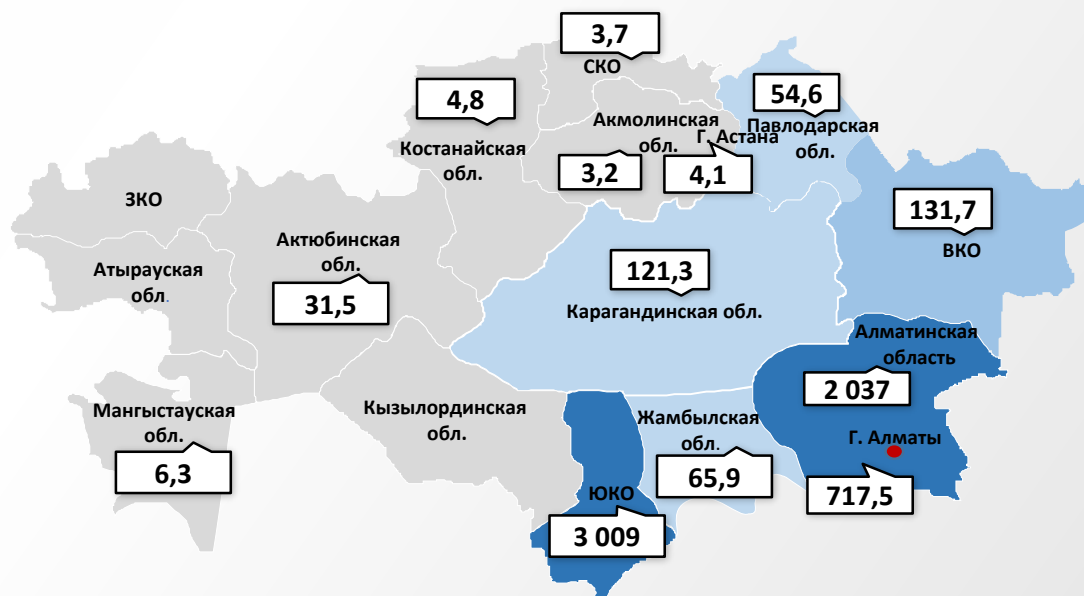 3,7
СКО
4,8
Костанайская
обл.
Акмолинская
обл.
3,2
Г. Астана
4,1
54,6
Павлодарская
обл.
ЗКО
Атырауская
обл.
Актюбинская
обл.
31,5
121,3
Карагандинская обл.
131,7
ВКО
Алматинская
область
2 037
Г. Алматы
717,5
Мангыстауская
обл.
6,3
Кызылординская
обл.
Жамбылская
обл.
65,9
ЮКО
3 009